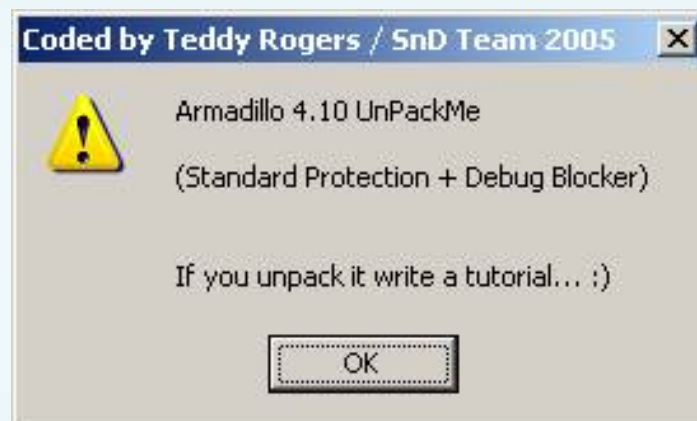 Coded by Teddy Rogers / SnD Team 2005
Armadillo 4.10 UnPackMe
(Standard Protection + Debug Blocker)
If you unpack it write a tutorial... :)
OK